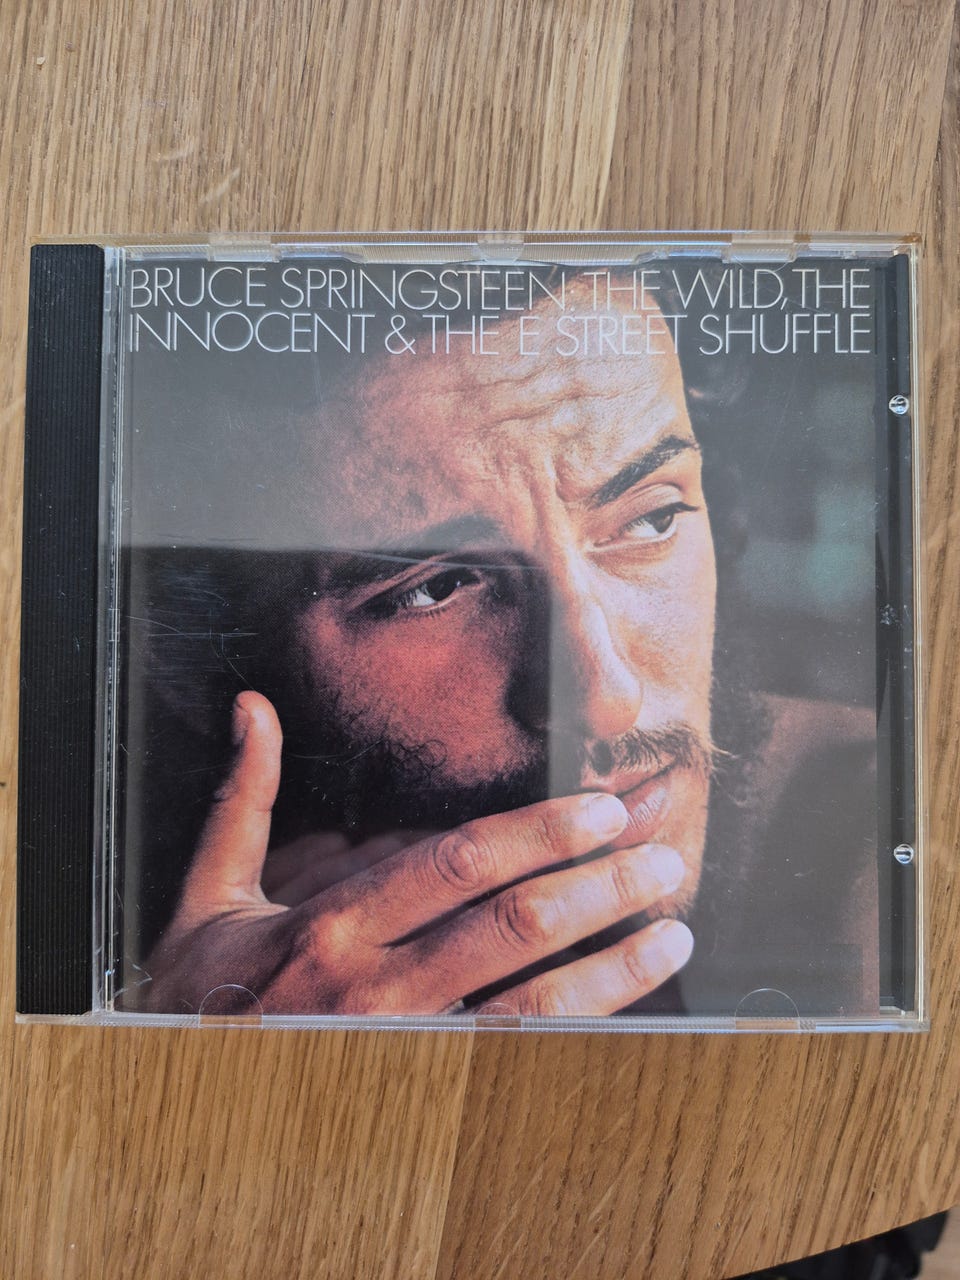 BRUCE SPRINGSTEEN. THE WILD, THE
INNOCENT & THE E STREET SHUFFLE